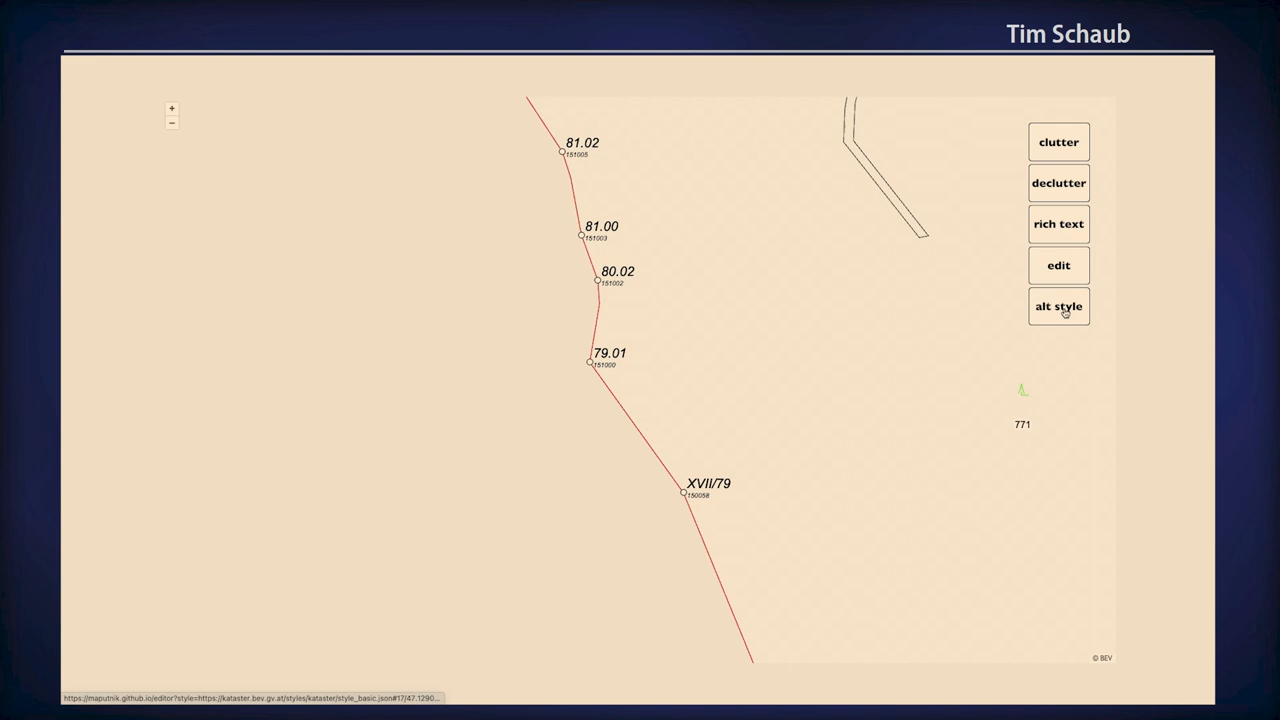 Tim Schaub
+
−
81.02
151005
81.00
151003
80.02
151002
79.01
151000
XVII/79
150058
clutter
declutter
rich text
edit
alt style
771
© BEV
https://maputnik.github.io/editor?style=https://kataster.bev.gv.at/styles/kataster/style_basic.json#17/47.1290...